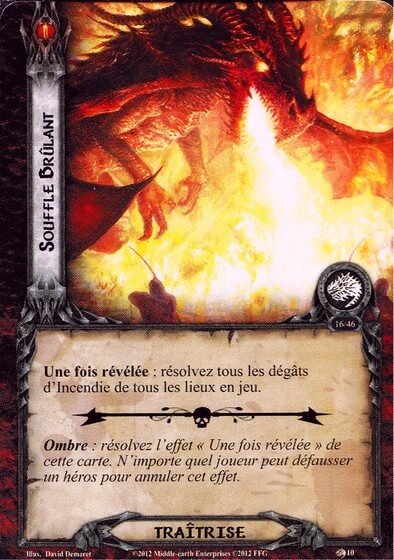 SOUFFLE BRÛLANT
16/46
Une fois révélée : résolvez tous les dégâts
d’Incendie de tous les lieux en jeu.
Ombre : résolvez l’effet « Une fois révélée » de
cette carte. N’importe quel joueur peut défausser
un héros pour annuler cet effet.
TRAÎTRISE
Illus. David Demaret
©2012 Middle-earth Enterprises ©2012 FFG
10